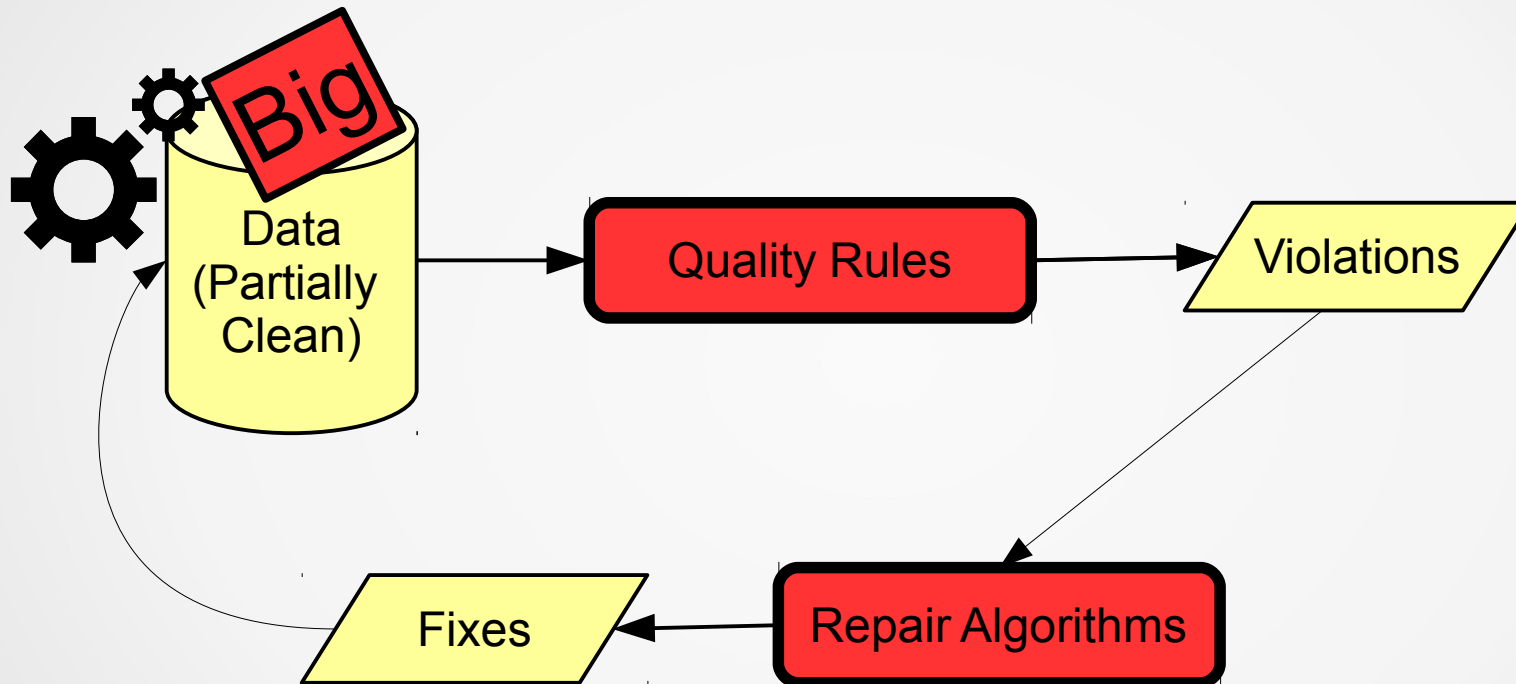 Big
Data
(Partially
Clean)
Quality Rules
Violations
Fixes
Repair Algorithms